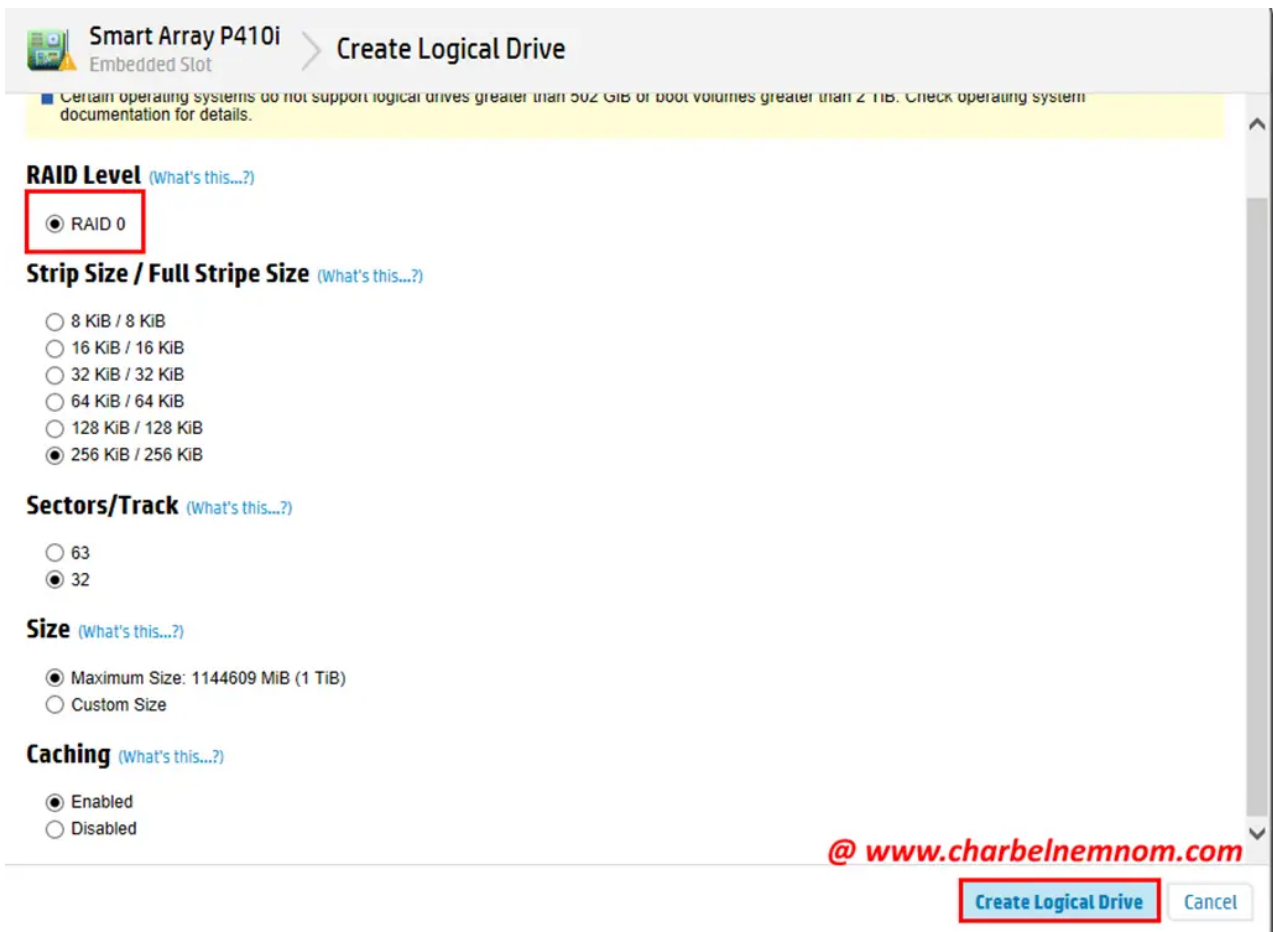 Smart Array P410i
Embedded Slot
Create Logical Drive
Certain operating systems do not support logical drives greater than 502 GiB or boot volumes greater than 2 TiB. Check operating system
documentation for details.
RAID Level (What's this...?)
RAID 0
Strip Size / Full Stripe Size (What's this...?)
8 KiB / 8 KiB
16 KiB / 16 KiB
32 KiB / 32 KiB
64 KiB / 64 KiB
128 KiB / 128 KiB
256 KiB / 256 KiB
Sectors/Track (What's this...?)
63
32
Size (What's this...?)
Maximum Size: 1144609 MiB (1 TiB)
Custom Size
Caching (What's this...?)
Enabled
Disabled
@ www.charbelnemnom.com
Create Logical Drive
Cancel